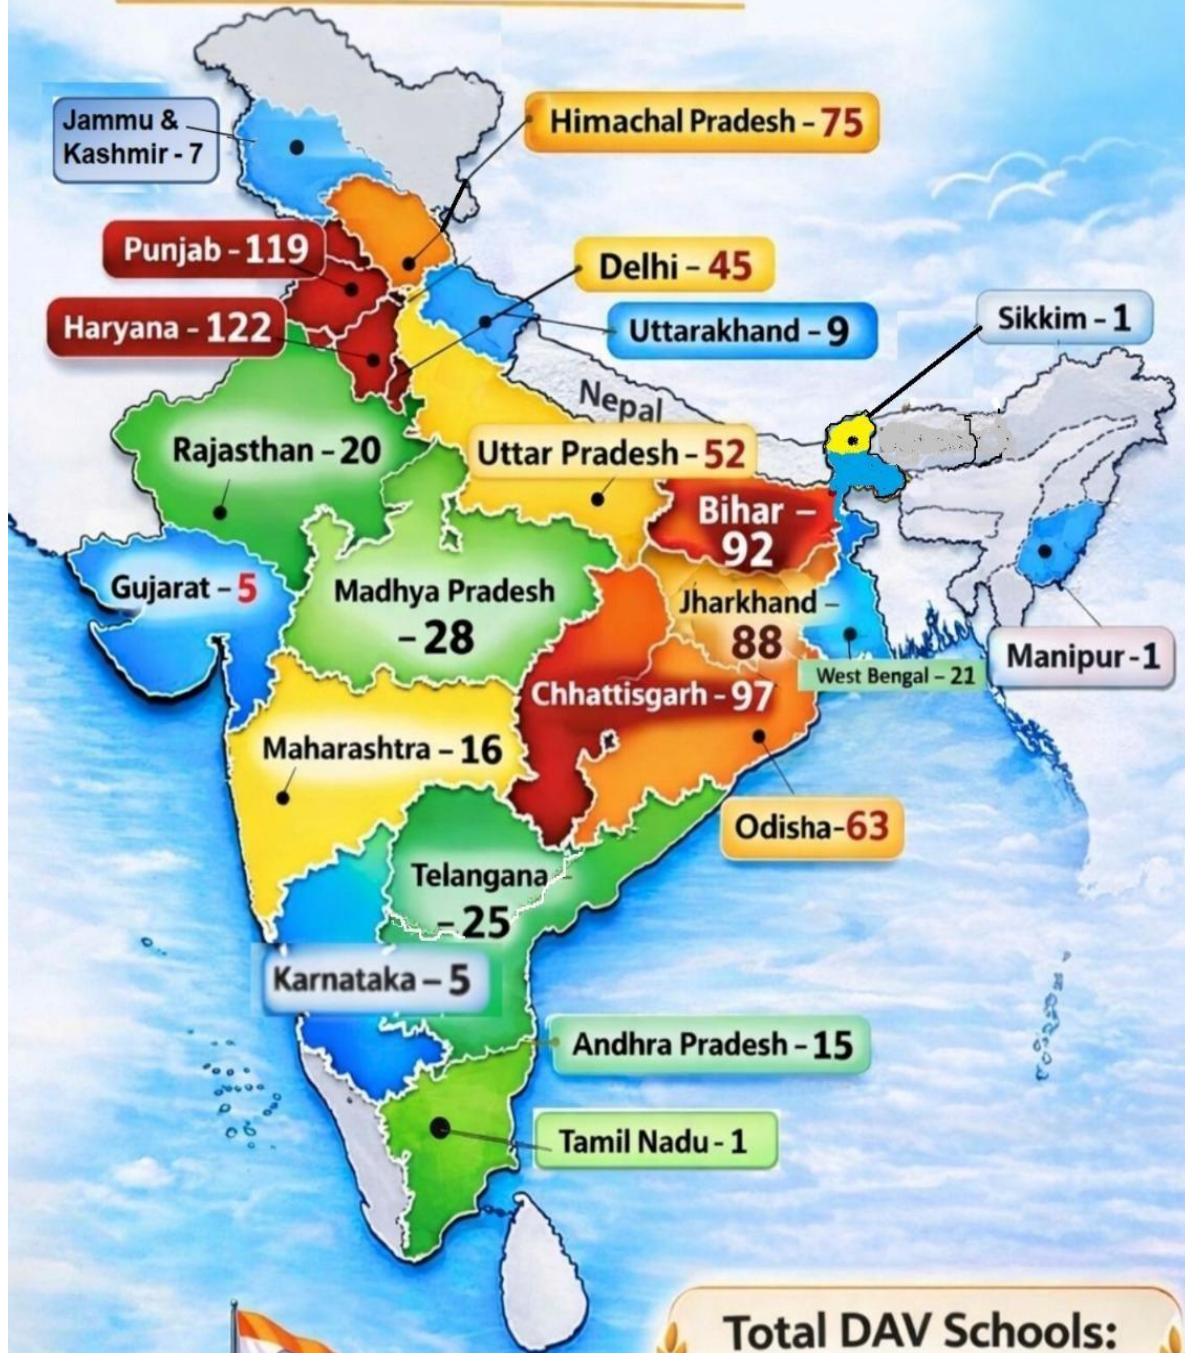 Jammu &
Kashmir - 7
Himachal Pradesh - 75
Punjab - 119
Delhi - 45
Haryana - 122
Uttarakhand - 9
Sikkim - 1
Nepal
Rajasthan - 20
Uttar Pradesh - 52
Bihar -
92
Gujarat - 5
Madhya Pradesh
- 28
Jharkhand -
88
Manipur -1
West Bengal - 21
Chhattisgarh - 97
Maharashtra - 16
Odisha-63
Telangana -
- 25
Karnataka - 5
Andhra Pradesh - 15
Tamil Nadu - 1
Total DAV Schools: